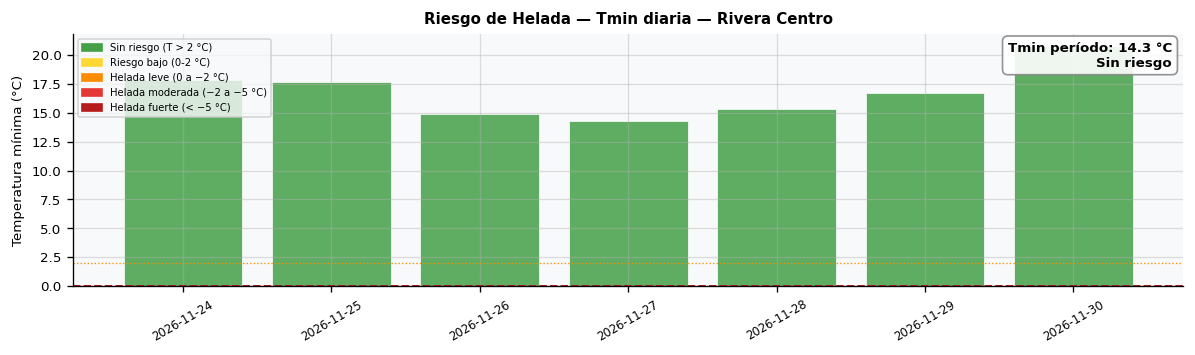 Riesgo de Helada — Tmin diaria — Rivera Centro
Sin riesgo (T > 2 °C)
Riesgo bajo (0-2 °C)
Helada leve (0 a −2 °C)
Helada moderada (−2 a −5 °C)
Helada fuerte (< −5 °C)
Tmin período: 14.3 °C
Sin riesgo
Temperatura mínima (°C)
20.0
17.5
15.0
12.5
10.0
7.5
5.0
2.5
0.0
2026-11-24
2026-11-25
2026-11-26
2026-11-27
2026-11-28
2026-11-29
2026-11-30